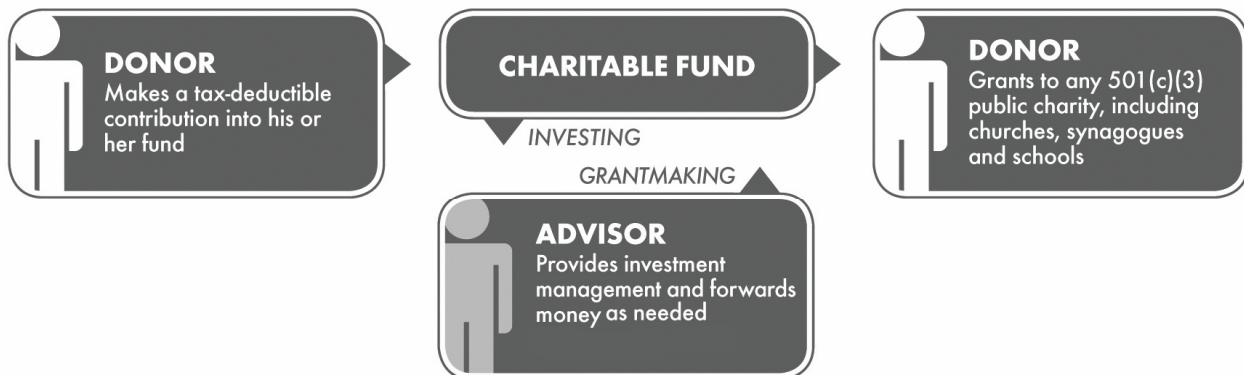 DONOR
Makes a tax-deductible
contribution into his or
her fund
CHARITABLE FUND
INVESTING
GRANTMAKING
ADVISOR
Provides investment
management and forwards
money as needed
DONOR
Grants to any 501(c)(3)
public charity, including
churches, synagogues
and schools